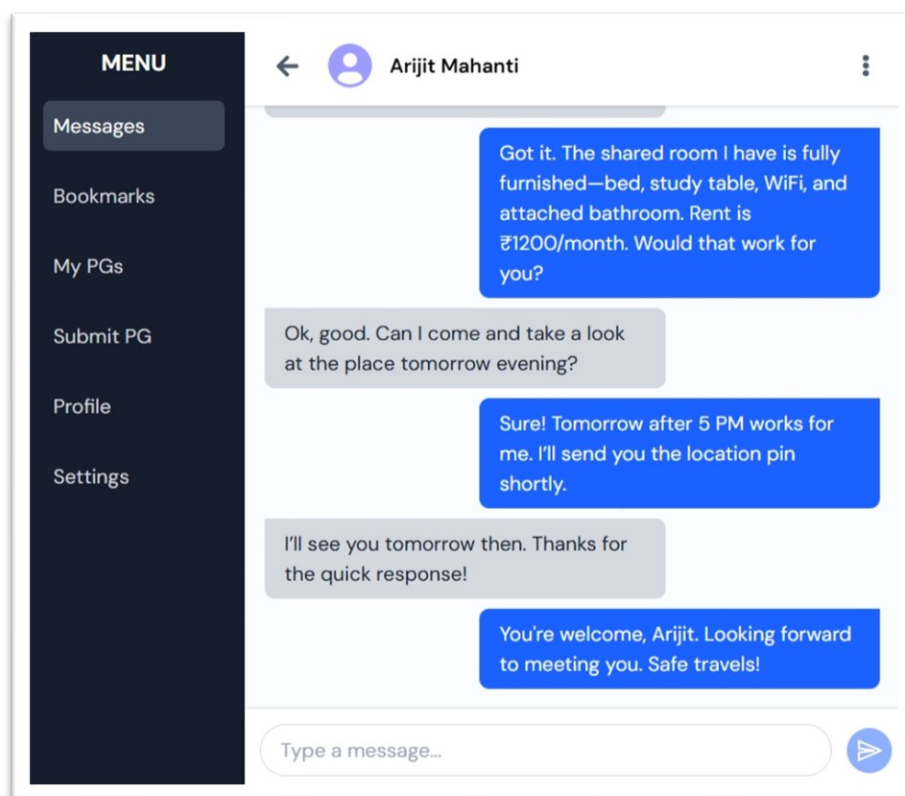 MENU
Messages
Bookmarks
My PGs
Submit PG
Profile
Settings
Arijit Mahanti
Got it. The shared room I have is fully
furnished—bed, study table, WiFi, and
attached bathroom. Rent is
₹1200/month. Would that work for
you?
Ok, good. Can I come and take a look
at the place tomorrow evening?
Sure! Tomorrow after 5 PM works for
me. I'll send you the location pin
shortly.
I'll see you tomorrow then. Thanks for
the quick response!
You're welcome, Arijit. Looking forward
to meeting you. Safe travels!
Type a message...